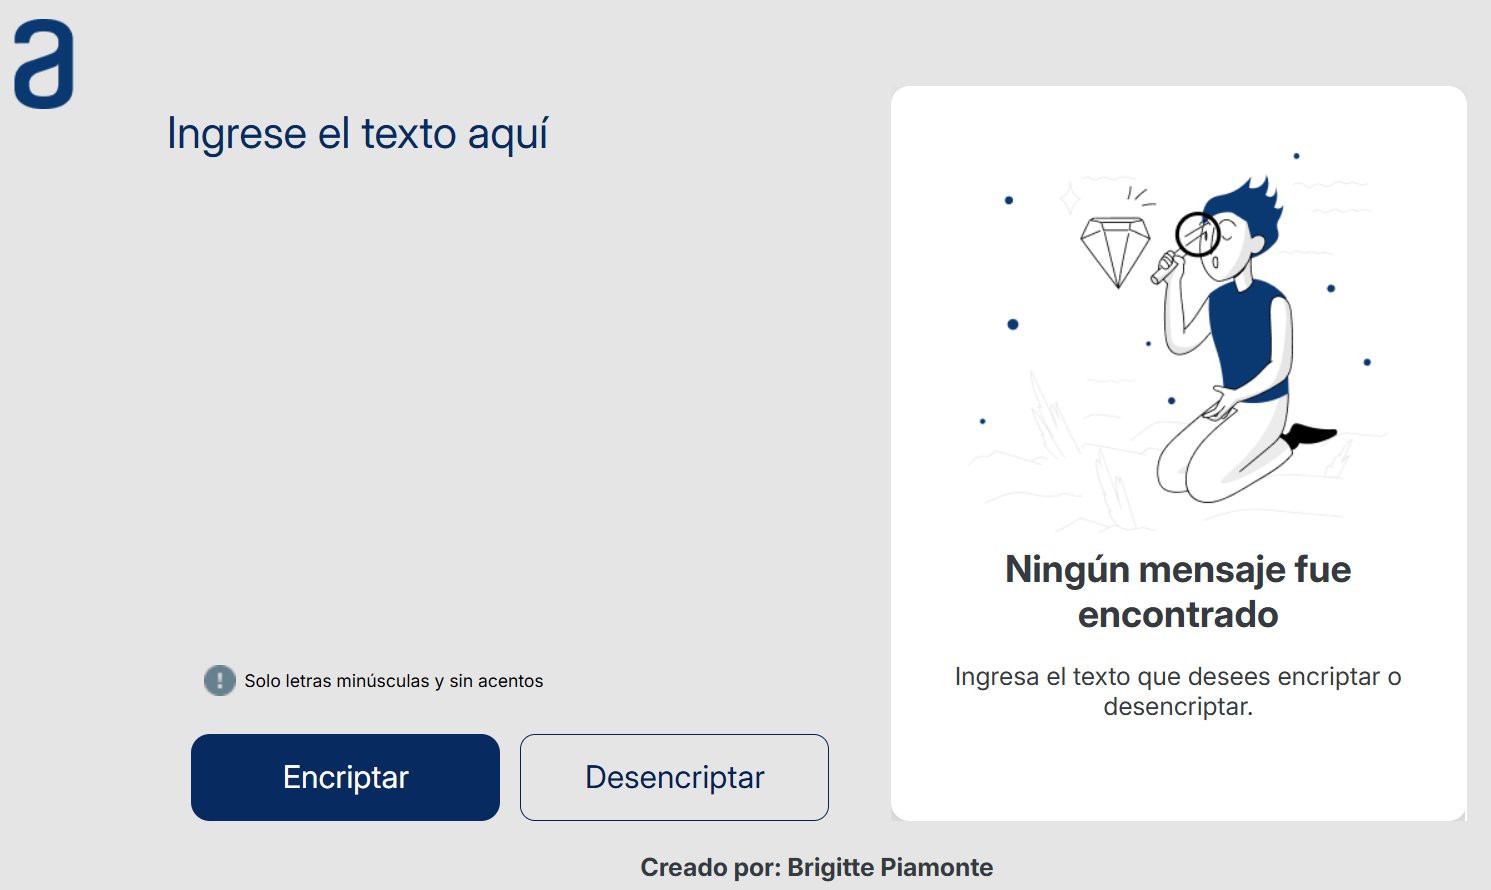 a
Ingrese el texto aquí
Solo letras minúsculas y sin acentos
Encriptar
Desencriptar
Ningún mensaje fue
encontrado
Ingresa el texto que desees encriptar o
desencriptar.
Creado por: Brigitte Piamonte